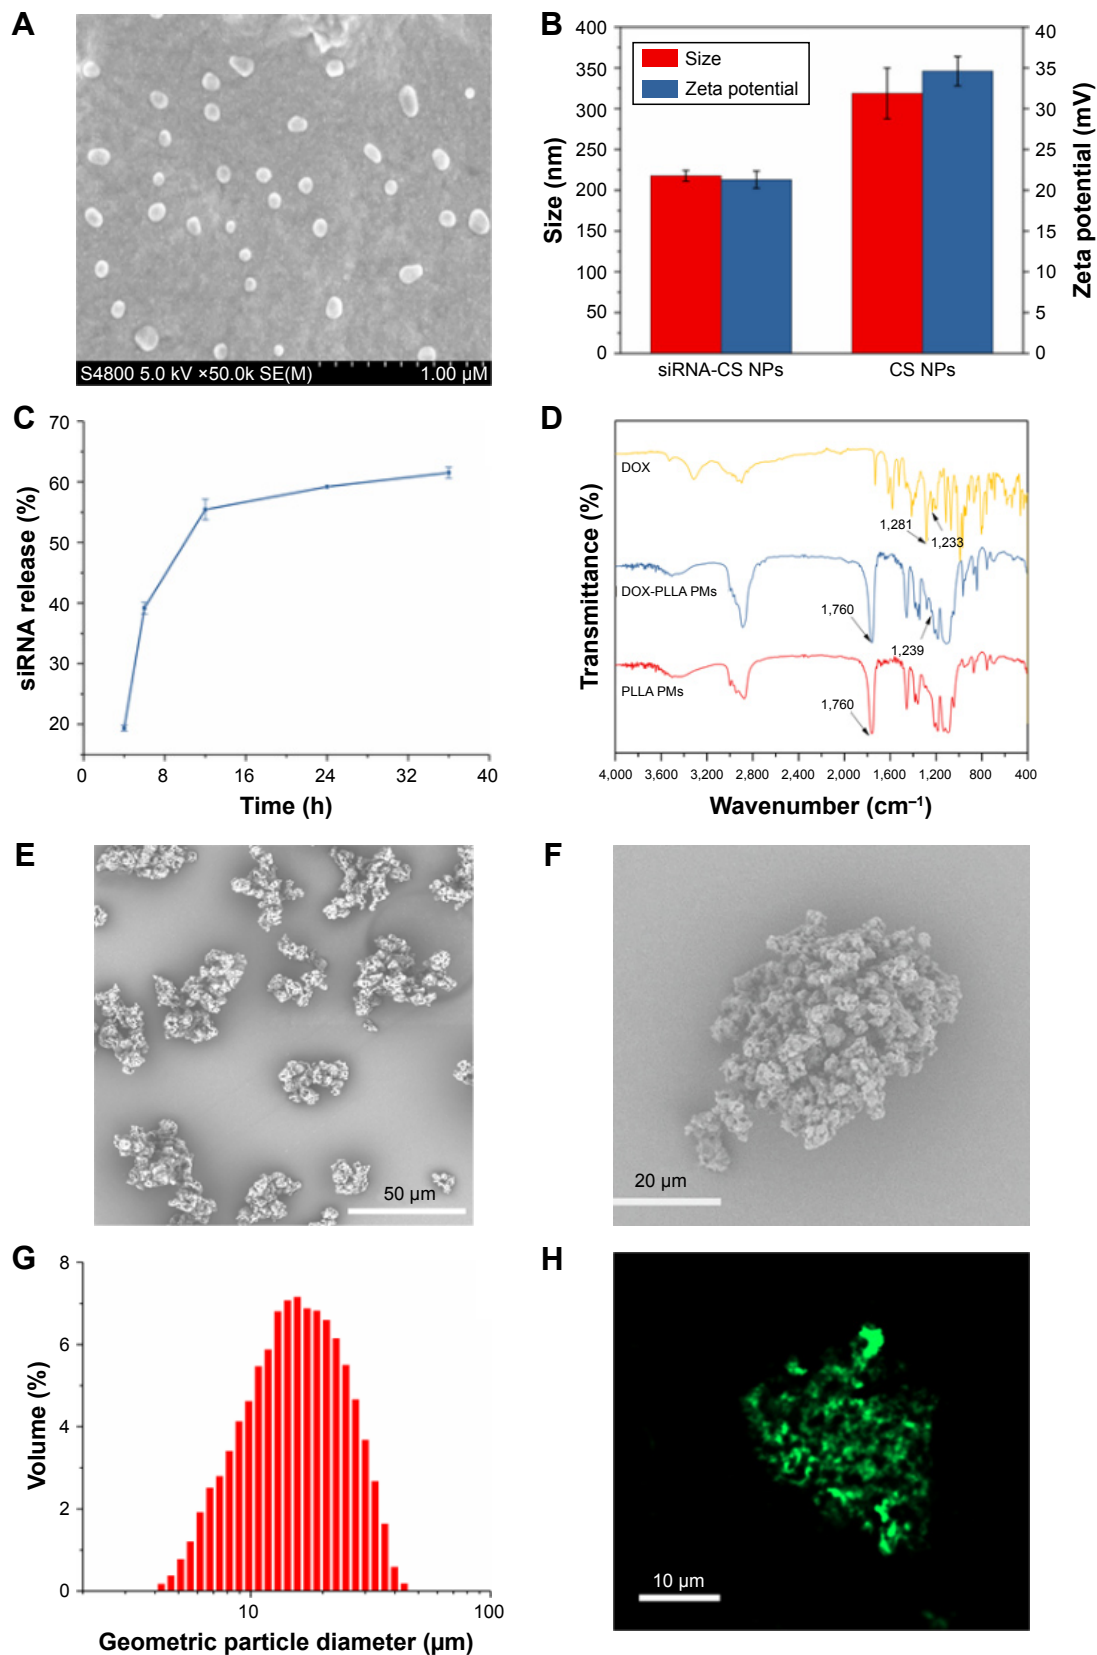 A
S4800 5.0 kV ×50.0k SE(M) 1.00 µM
B
400
350
300
250
200
150
100
50
0
Size (nm)
Size
Zeta potential
40
35
30
25
20
15
10
5
0
Zeta potential (mV)
siRNA-CS NPs CS NPs
C
70
60
50
40
30
20
siRNA release (%)
0 8 16 24 32 40
Time (h)
D
Transmittance (%)
DOX
1,281
1,233
DOX-PLLA PMs
1,760
1,239
PLLA PMs
1,760
4,000 3,600 3,200 2,800 2,400 2,000 1,600 1,200 800 400
Wavenumber (cm⁻¹)
E
50 µm
F
20 µm
G
8
6
4
2
0
Volume (%)
10 100
Geometric particle diameter (µm)
H
10 µm